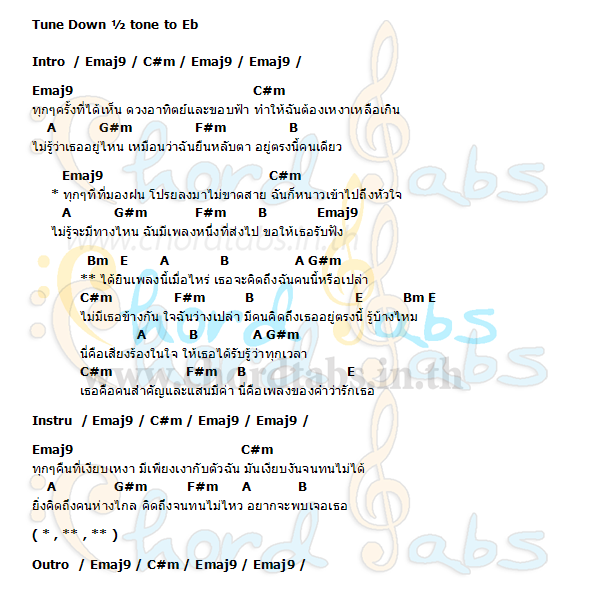 Tune Down ½ tone to Eb
Intro / Emaj9 / C#m / Emaj9 / Emaj9 /
Emaj9 C#m
ทุกๆครั้งที่ได้เห็น ดวงอาทิตย์และขอบฟ้า ทำให้ฉันต้องเหงาเหลือเกิน
A G#m F#m B
ไม่รู้ว่าเธออยู่ไหน เหมือนว่าฉันยืนหลับตา อยู่ตรงนี้คนเดียว
Emaj9 C#m
* ทุกๆทีที่มองฝน โปรยลงมาไม่ขาดสาย ฉันก็หนาวเข้าไปถึงหัวใจ
A G#m F#m B Emaj9
ไม่รู้จะมีทางไหน ฉันมีเพลงหนึ่งที่ส่งไป ขอให้เธอรับฟัง
Bm E A B A G#m
** ได้ยินเพลงนี้เมื่อไหร่ เธอจะคิดถึงฉันคนนี้หรือเปล่า
C#m F#m B E Bm E
ไม่มีเธอข้างกัน ใจฉันว่างเปล่า มีคนคิดถึงเธออยู่ตรงนี้ รู้บ้างไหม
A B A G#m
นี่คือเสียงร้องในใจ ให้เธอได้รับรู้ว่าทุกเวลา
C#m F#m B E
เธอคือคนสำคัญและแสนมีค่า นี่คือเพลงของคำว่ารักเธอ
Instru / Emaj9 / C#m / Emaj9 / Emaj9 /
Emaj9 C#m
ทุกๆคืนที่เงียบเหงา มีเพียงเงากับตัวฉัน มันเงียบงันจนทนไม่ได้
A G#m F#m A B
ยิ่งคิดถึงคนห่างไกล คิดถึงจนทนไม่ไหว อยากจะพบเจอเธอ
( * , ** , ** )
Outro / Emaj9 / C#m / Emaj9 / Emaj9 /
Chord Tabs
www.chordtabs.in.th